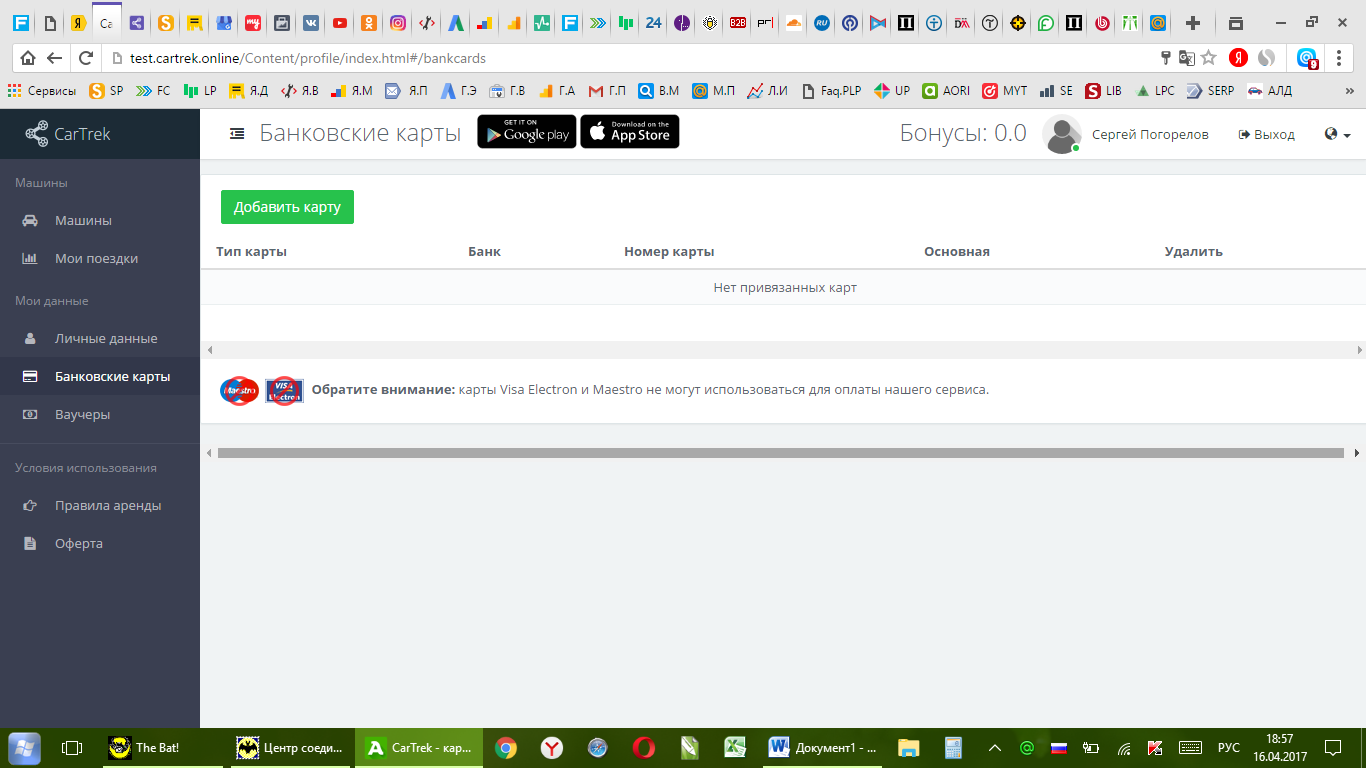 Ca
24
B2B
RU
test.cartrek.online/Content/profile/index.html#/bankcards
9
Сервисы SP FC LP Я.Д Я.В Я.М Я.П Г.Э Г.В Г.А Г.П В.М М.П Л.И Faq.PLP UP AORI MYT SE LIB LPC SERP АЛД »
CarTrek
Банковские карты
GET IT ON
Google play
Download on the
App Store
Бонусы: 0.0
Сергей Погорелов
Выход
Машины
Машины
Мои поездки
Мои данные
Личные данные
Банковские карты
Ваучеры
Условия использования
Правила аренды
Оферта
Добавить карту
Тип карты Банк Номер карты Основная Удалить
Нет привязанных карт
Maestro
VISA
Electron
Обратите внимание: карты Visa Electron и Maestro не могут использоваться для оплаты нашего сервиса.
The Bat!
Центр соеди...
CarTrek - кар...
Документ1 - ...
РУС
18:57
16.04.2017